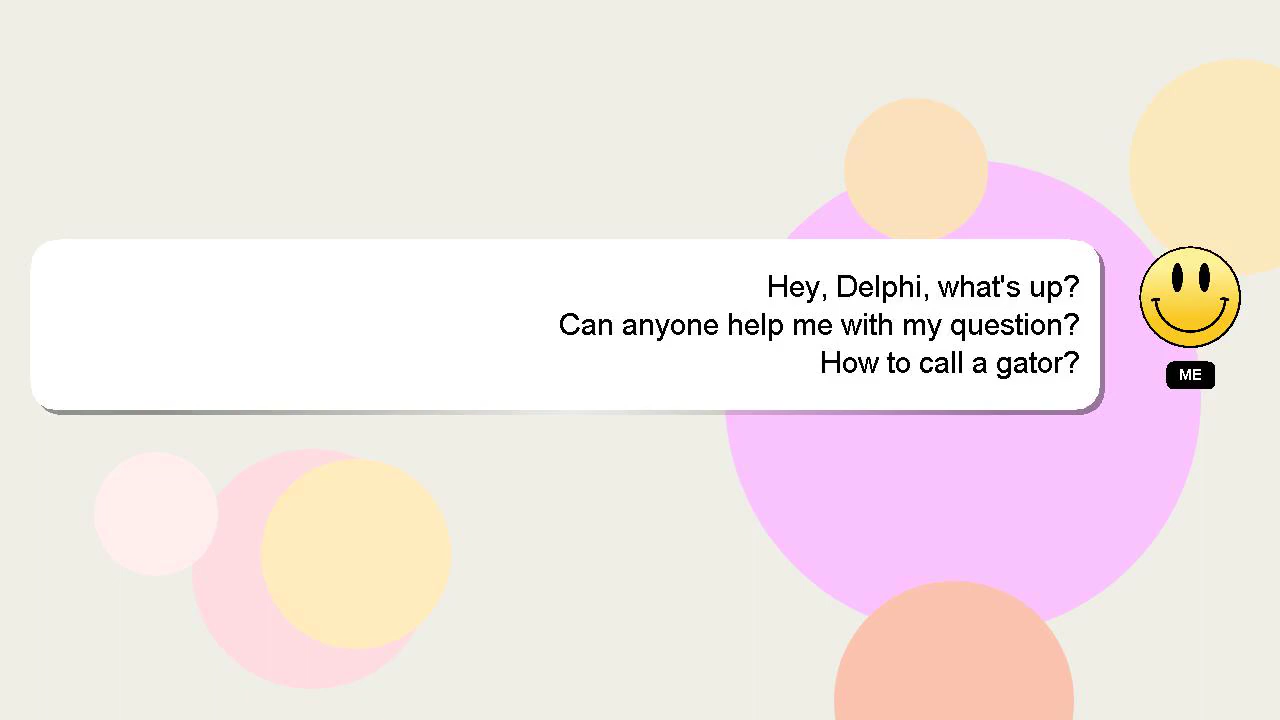 Hey, Delphi, what's up?
Can anyone help me with my question?
How to call a gator?
ME